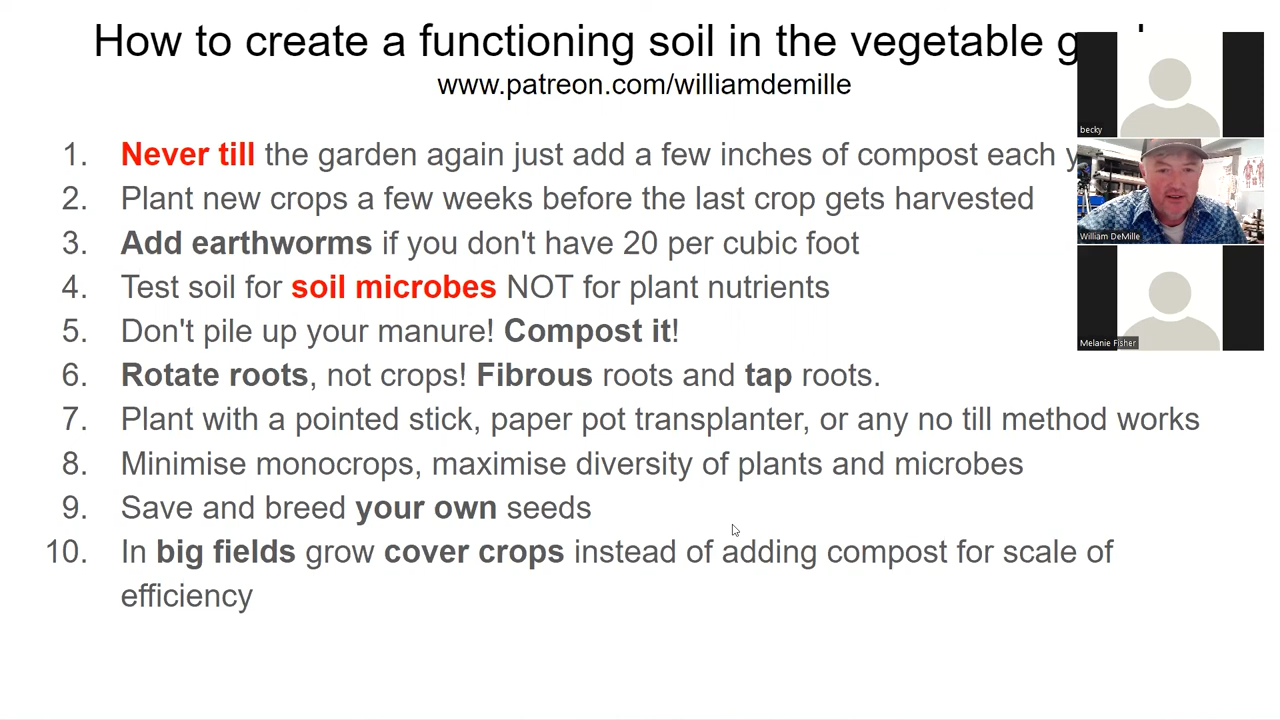 How to create a functioning soil in the vegetable
www.patreon.com/williamdemille
1. Never till the garden again just add a few inches of compost each
2. Plant new crops a few weeks before the last crop gets harvested
3. Add earthworms if you don't have 20 per cubic foot
4. Test soil for soil microbes NOT for plant nutrients
5. Don't pile up your manure! Compost it!
6. Rotate roots, not crops! Fibrous roots and tap roots.
7. Plant with a pointed stick, paper pot transplanter, or any no till method works
8. Minimise monocrops, maximise diversity of plants and microbes
9. Save and breed your own seeds
10. In big fields grow cover crops instead of adding compost for scale of
efficiency
becky
William DeMille
Melanie Fisher